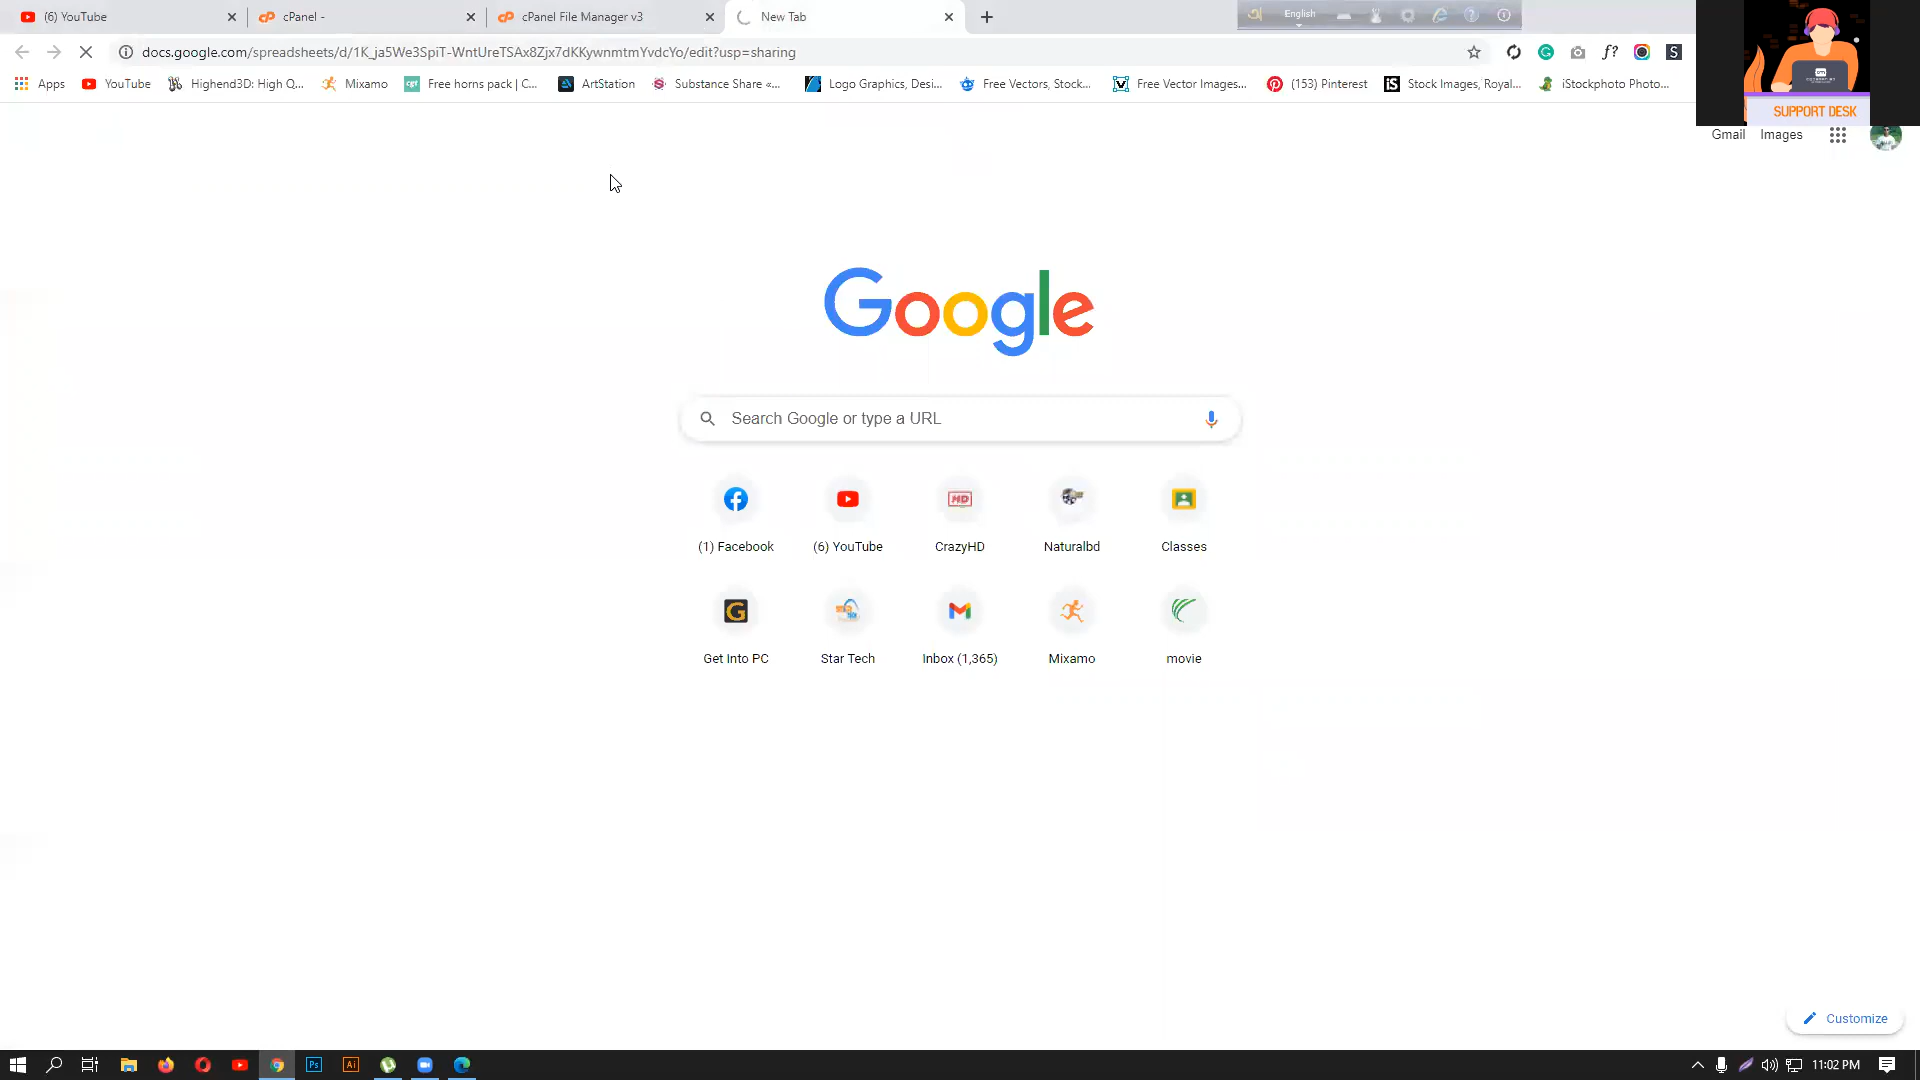 (6) YouTube
cPanel -
cPanel File Manager v3
New Tab
English
docs.google.com/spreadsheets/d/1K_ja5We3SpiT-WntUreTSAx8Zjx7dKKywnmtmYvdcYo/edit?usp=sharing
Apps
YouTube
Highend3D: High Q...
Mixamo
Free horns pack | C...
ArtStation
Substance Share «...
Logo Graphics, Desi...
Free Vectors, Stock...
Free Vector Images...
(153) Pinterest
Stock Images, Royal...
iStockphoto Photo...
SUPPORT DESK
Gmail
Images
Google
Search Google or type a URL
(1) Facebook
(6) YouTube
CrazyHD
Naturalbd
Classes
Get Into PC
Star Tech
Inbox (1,365)
Mixamo
movie
Customize
11:02 PM